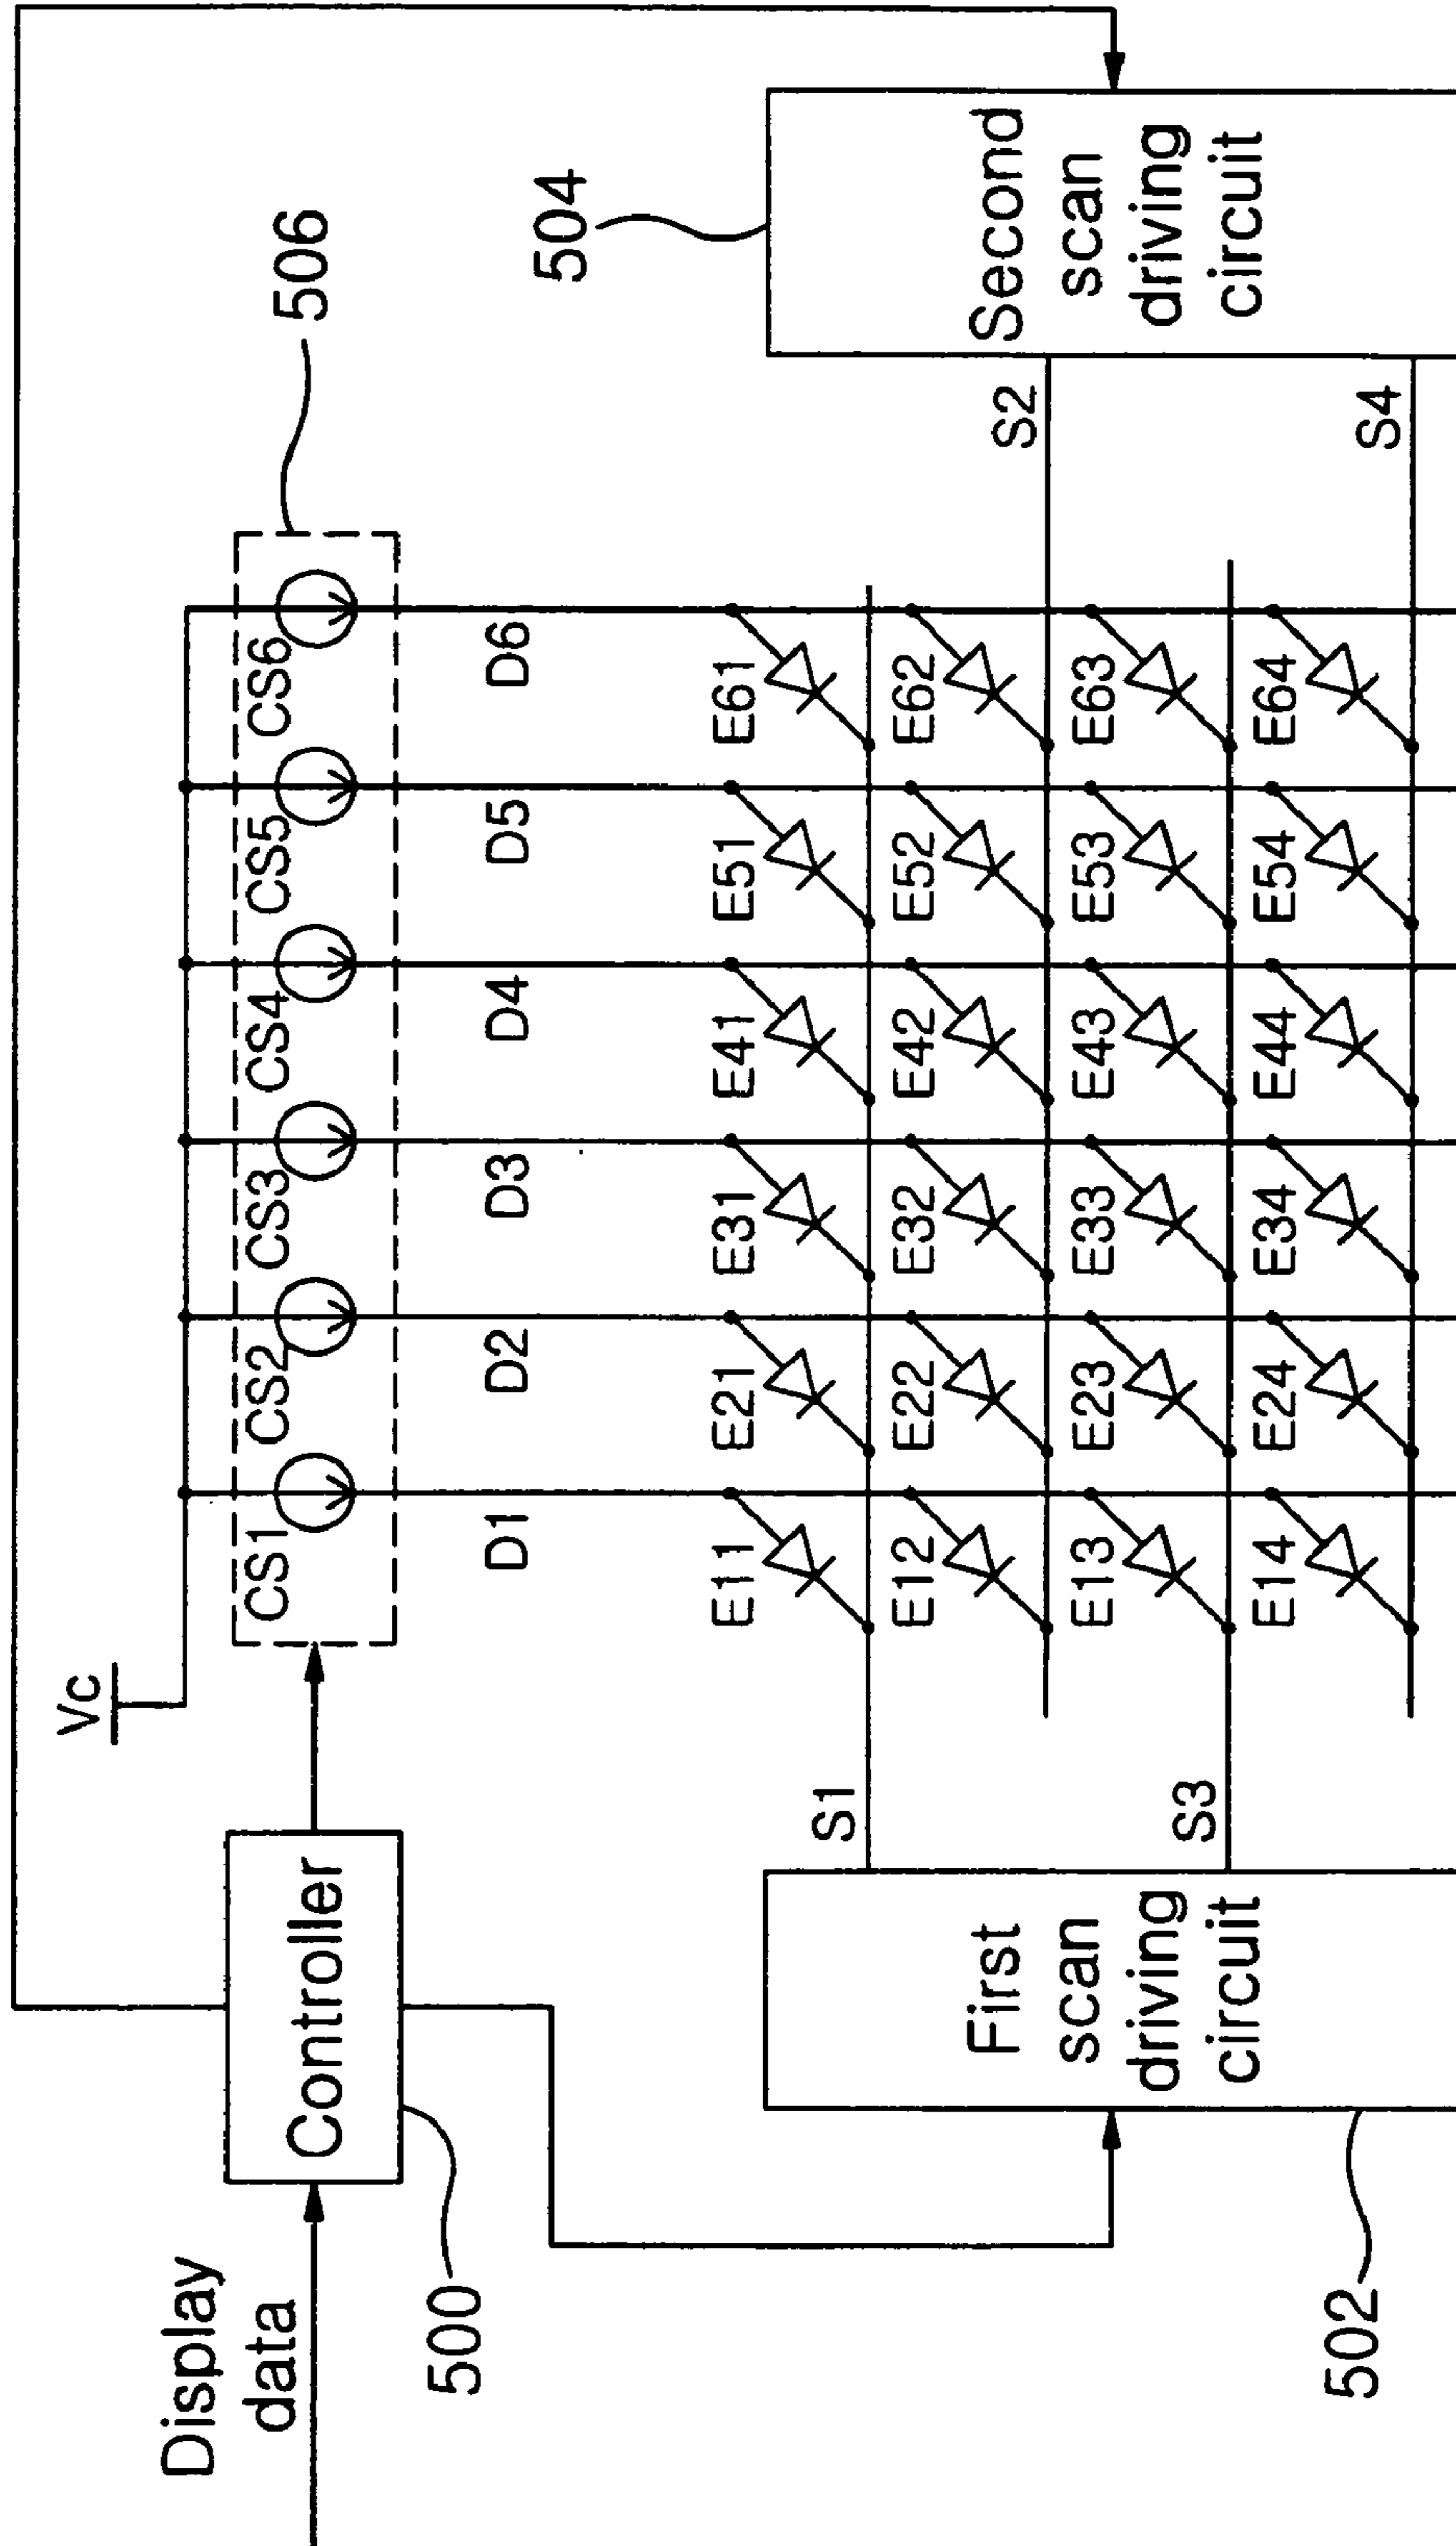 Display
data
Controller
500
Vc
506
CS1
CS2
CS3
CS4
CS5
CS6
D1
D2
D3
D4
D5
D6
504
First
scan
driving
circuit
502
S1
S3
E11
E21
E31
E41
E51
E61
E12
E22
E32
E42
E52
E62
E13
E23
E33
E43
E53
E63
E14
E24
E34
E44
E54
E64
S2
S4
Second
scan
driving
circuit